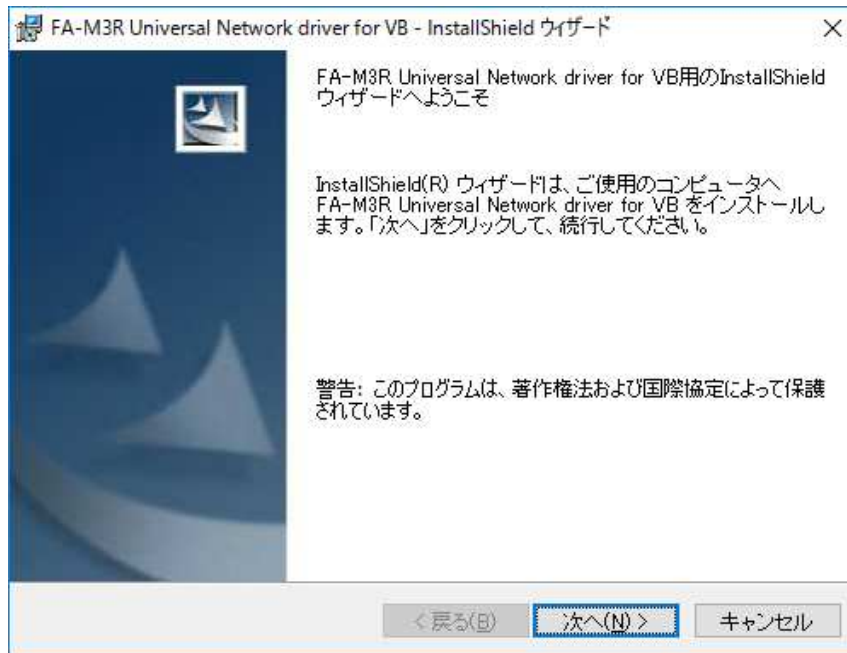 FA-M3R Universal Network driver for VB - InstallShield ウィザード
FA-M3R Universal Network driver for VB用のInstallShield
ウィザードへようこそ
InstallShield(R) ウィザードは、ご使用のコンピュータへ
FA-M3R Universal Network driver for VB をインストールし
ます。「次へ」をクリックして、続行してください。
警告: このプログラムは、著作権法および国際協定によって保護
されています。
< 戻る(B)
次へ(N) >
キャンセル